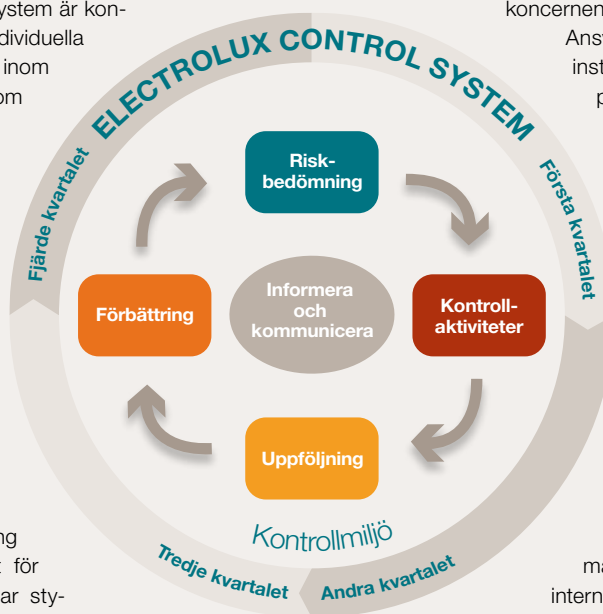 system är kon-
dividuella
inom
om
koncernen
Ansv
inst
p
ELECTROLUX CONTROL SYSTEM
Fjärde kvartalet
Första kvartalet
Risk-
bedömning
Förbättring
Informera
och
kommunicera
Kontroll-
aktiviteter
Uppföljning
Kontrollmiljö
Tredje kvartalet
Andra kvartalet
ng
för
ar sty-
ma
intern